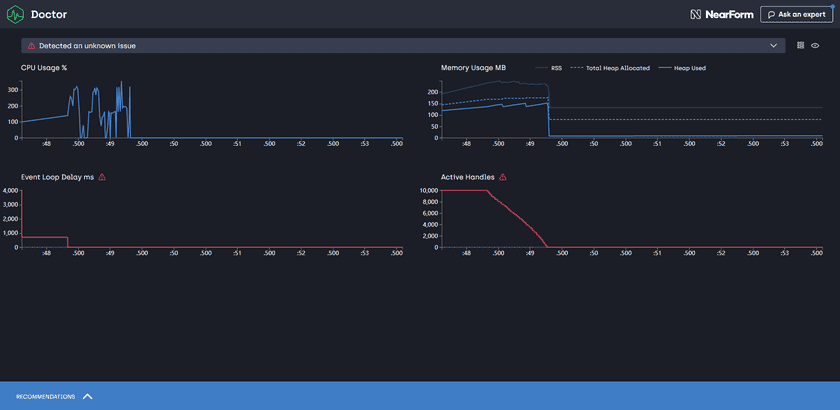 Doctor
NearForm
Ask an expert
Detected an unknown issue
CPU Usage %
300
200
100
0
:48 .500 :49 .500 :50 .500 :51 .500 :52 .500 :53 .500
Memory Usage MB
RSS Total Heap Allocated Heap Used
200
150
100
50
0
:48 .500 :49 .500 :50 .500 :51 .500 :52 .500 :53 .500
Event Loop Delay ms
4,000
3,000
2,000
1,000
0
:48 .500 :49 .500 :50 .500 :51 .500 :52 .500 :53 .500
Active Handles
10,000
8,000
6,000
4,000
2,000
0
:48 .500 :49 .500 :50 .500 :51 .500 :52 .500 :53 .500
RECOMMENDATIONS